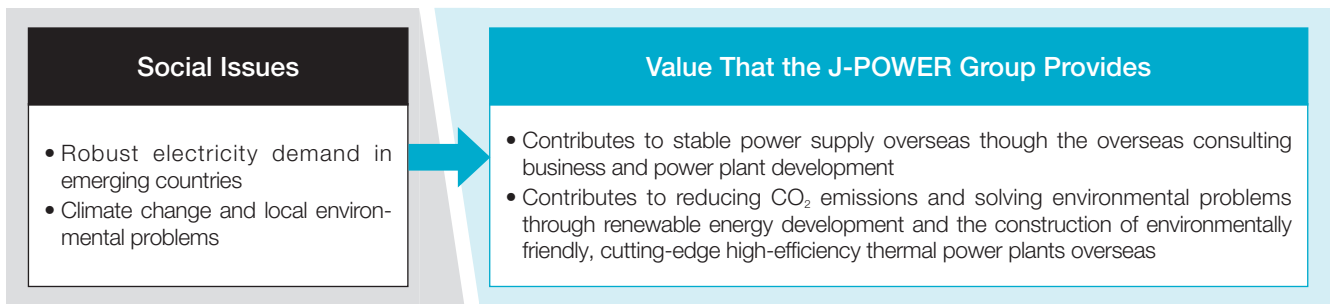 Social Issues
• Robust electricity demand in
emerging countries
• Climate change and local environ-
mental problems
Value That the J-POWER Group Provides
• Contributes to stable power supply overseas though the overseas consulting
business and power plant development
• Contributes to reducing CO₂ emissions and solving environmental problems
through renewable energy development and the construction of environmentally
friendly, cutting-edge high-efficiency thermal power plants overseas